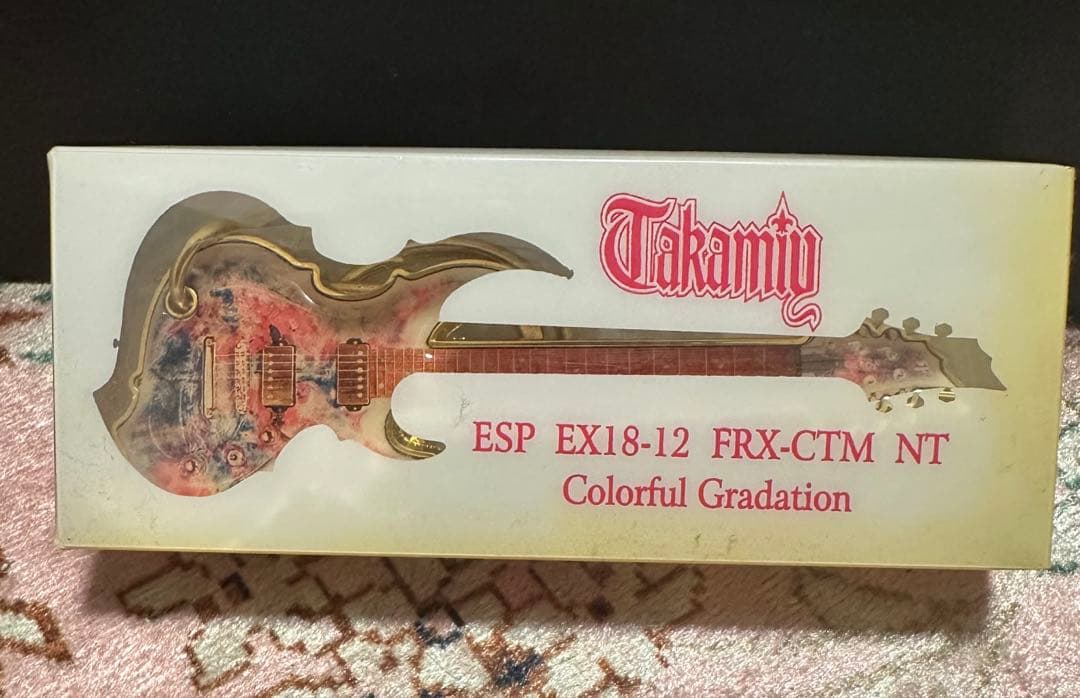 Takamiy
ESP EX18-12 FRX-CTM NT
Colorful Gradation